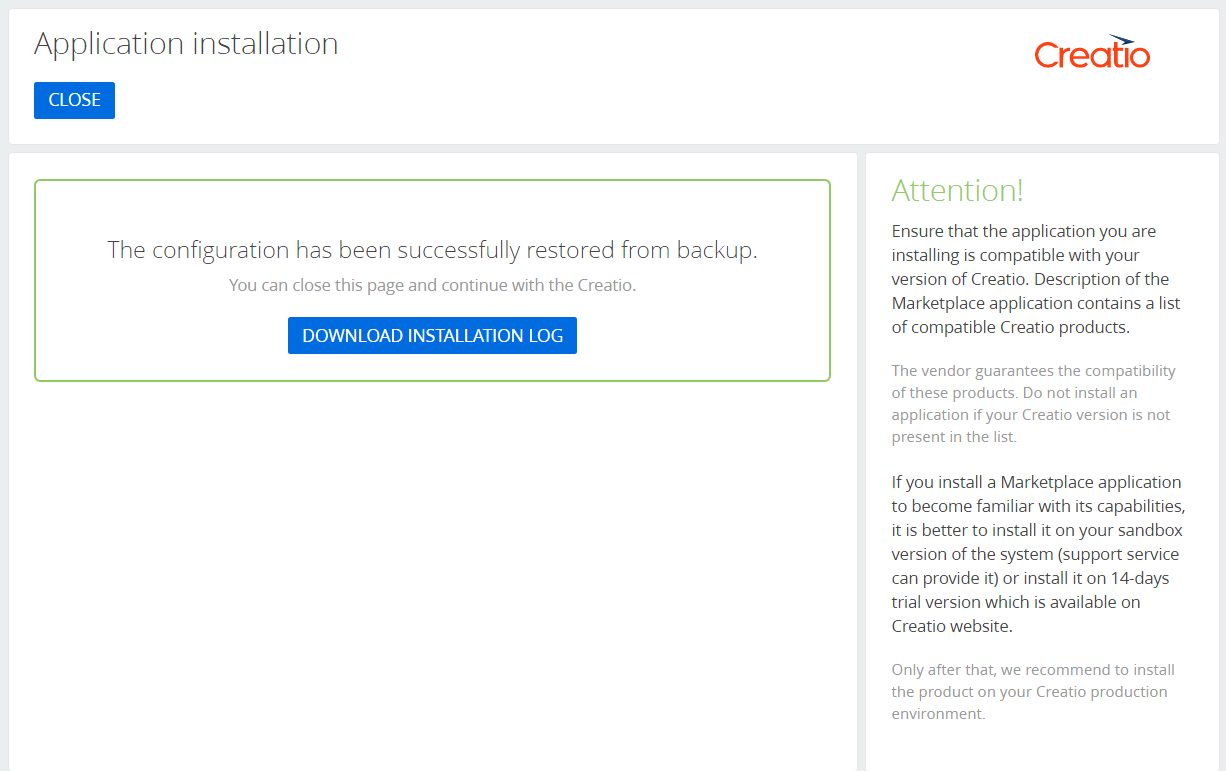 Application installation
Creatio
CLOSE
The configuration has been successfully restored from backup.
You can close this page and continue with the Creatio.
DOWNLOAD INSTALLATION LOG
Attention!
Ensure that the application you are
installing is compatible with your
version of Creatio. Description of the
Marketplace application contains a list
of compatible Creatio products.
The vendor guarantees the compatibility
of these products. Do not install an
application if your Creatio version is not
present in the list.
If you install a Marketplace application
to become familiar with its capabilities,
it is better to install it on your sandbox
version of the system (support service
can provide it) or install it on 14-days
trial version which is available on
Creatio website.
Only after that, we recommend to install
the product on your Creatio production
environment.